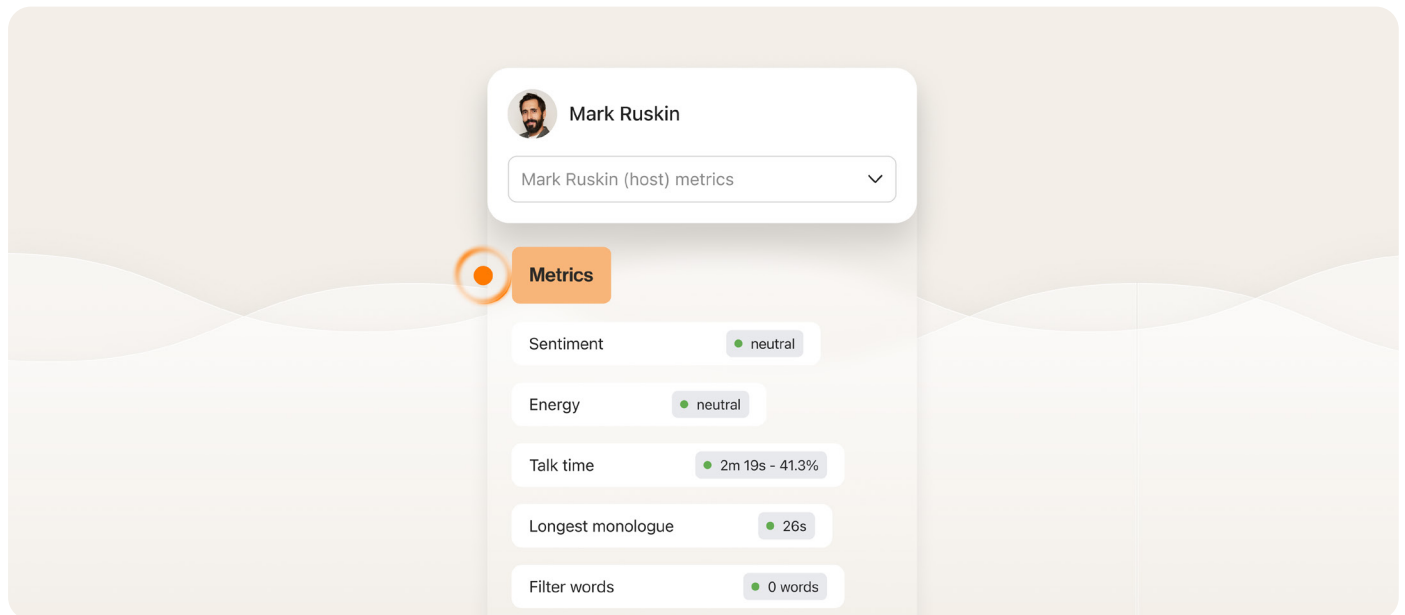 Mark Ruskin
Mark Ruskin (host) metrics
Metrics
Sentiment neutral
Energy neutral
Talk time 2m 19s - 41.3%
Longest monologue 26s
Filter words 0 words